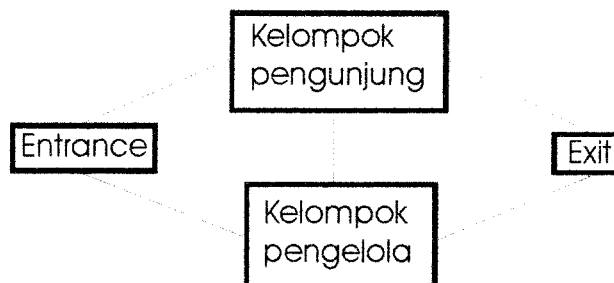 Kelompok
pengunjung
Entrance
Exit
Kelompok
pengelola